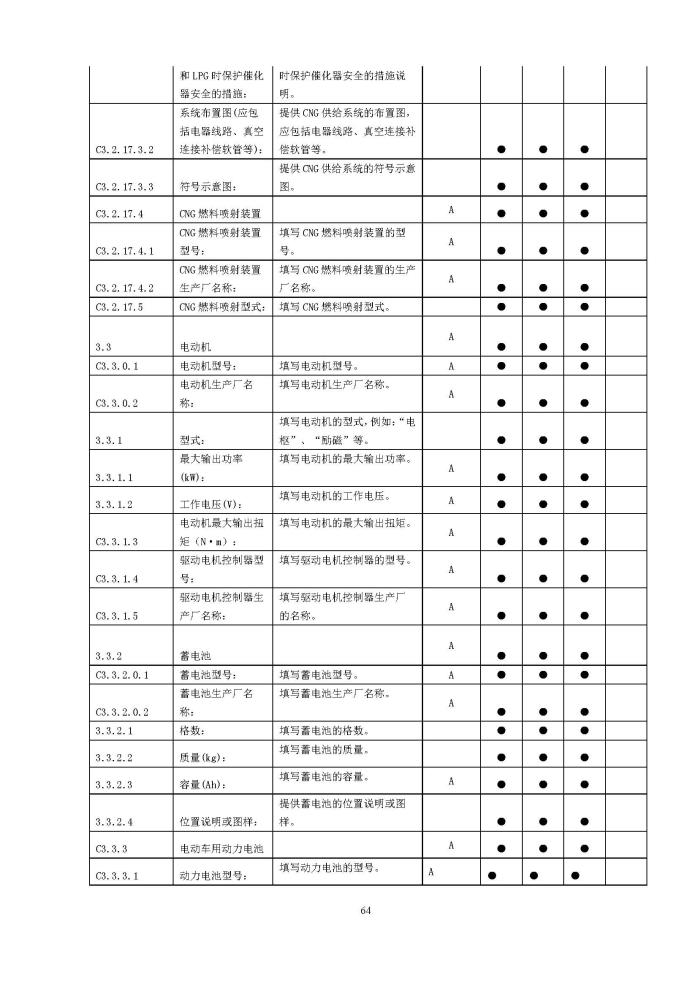 和 LPG 时保护催化 时保护催化器安全的措施说
器安全的措施: 明。
系统布置图(应包 提供 CNG 供给系统的布置图,
括电器线路、真空 应包括电器线路、真空连接补
C3.2.17.3.2 连接补偿软管等): 偿软管等。 ● ● ●
提供 CNG 供给系统的符号示意
C3.2.17.3.3 符号示意图: 图。 ● ● ●
C3.2.17.4 CNG 燃料喷射装置 A ● ● ●
CNG 燃料喷射装置 填写 CNG 燃料喷射装置的型 A
C3.2.17.4.1 型号: 号。 ● ● ●
CNG 燃料喷射装置 填写 CNG 燃料喷射装置的生产 A
C3.2.17.4.2 生产厂名称: 厂名称。 ● ● ●
C3.2.17.5 CNG 燃料喷射型式: 填写 CNG 燃料喷射型式。 ● ● ●
3.3 电动机 A ● ● ●
C3.3.0.1 电动机型号: 填写电动机型号。 A ● ● ●
电动机生产厂名 填写电动机生产厂名称。 A
C3.3.0.2 称: ● ● ●
填写电动机的型式,例如:“电
3.3.1 型式: 枢”、“励磁”等。 ● ● ●
最大输出功率 填写电动机的最大输出功率。 A
3.3.1.1 (kW): ● ● ●
3.3.1.2 工作电压(V): 填写电动机的工作电压。 A ● ● ●
电动机最大输出扭 填写电动机的最大输出扭矩。 A
C3.3.1.3 矩(N·m): ● ● ●
驱动电机控制器型 填写驱动电机控制器的型号。 A
C3.3.1.4 号: ● ● ●
驱动电机控制器生 填写驱动电机控制器生产厂 A
C3.3.1.5 产厂名称: 的名称。 ● ● ●
3.3.2 蓄电池 A ● ● ●
C3.3.2.0.1 蓄电池型号: 填写蓄电池型号。 A ● ● ●
蓄电池生产厂名 填写蓄电池生产厂名称。 A
C3.3.2.0.2 称: ● ● ●
3.3.2.1 格数: 填写蓄电池的格数。 ● ● ●
3.3.2.2 质量(kg): 填写蓄电池的质量。 ● ● ●
3.3.2.3 容量(Ah): 填写蓄电池的容量。 A ● ● ●
提供蓄电池的位置说明或图
3.3.2.4 位置说明或图样: 样。 ● ● ●
C3.3.3 电动车用动力电池 A ● ● ●
C3.3.3.1 动力电池型号: 填写动力电池的型号。 A ● ● ●
64